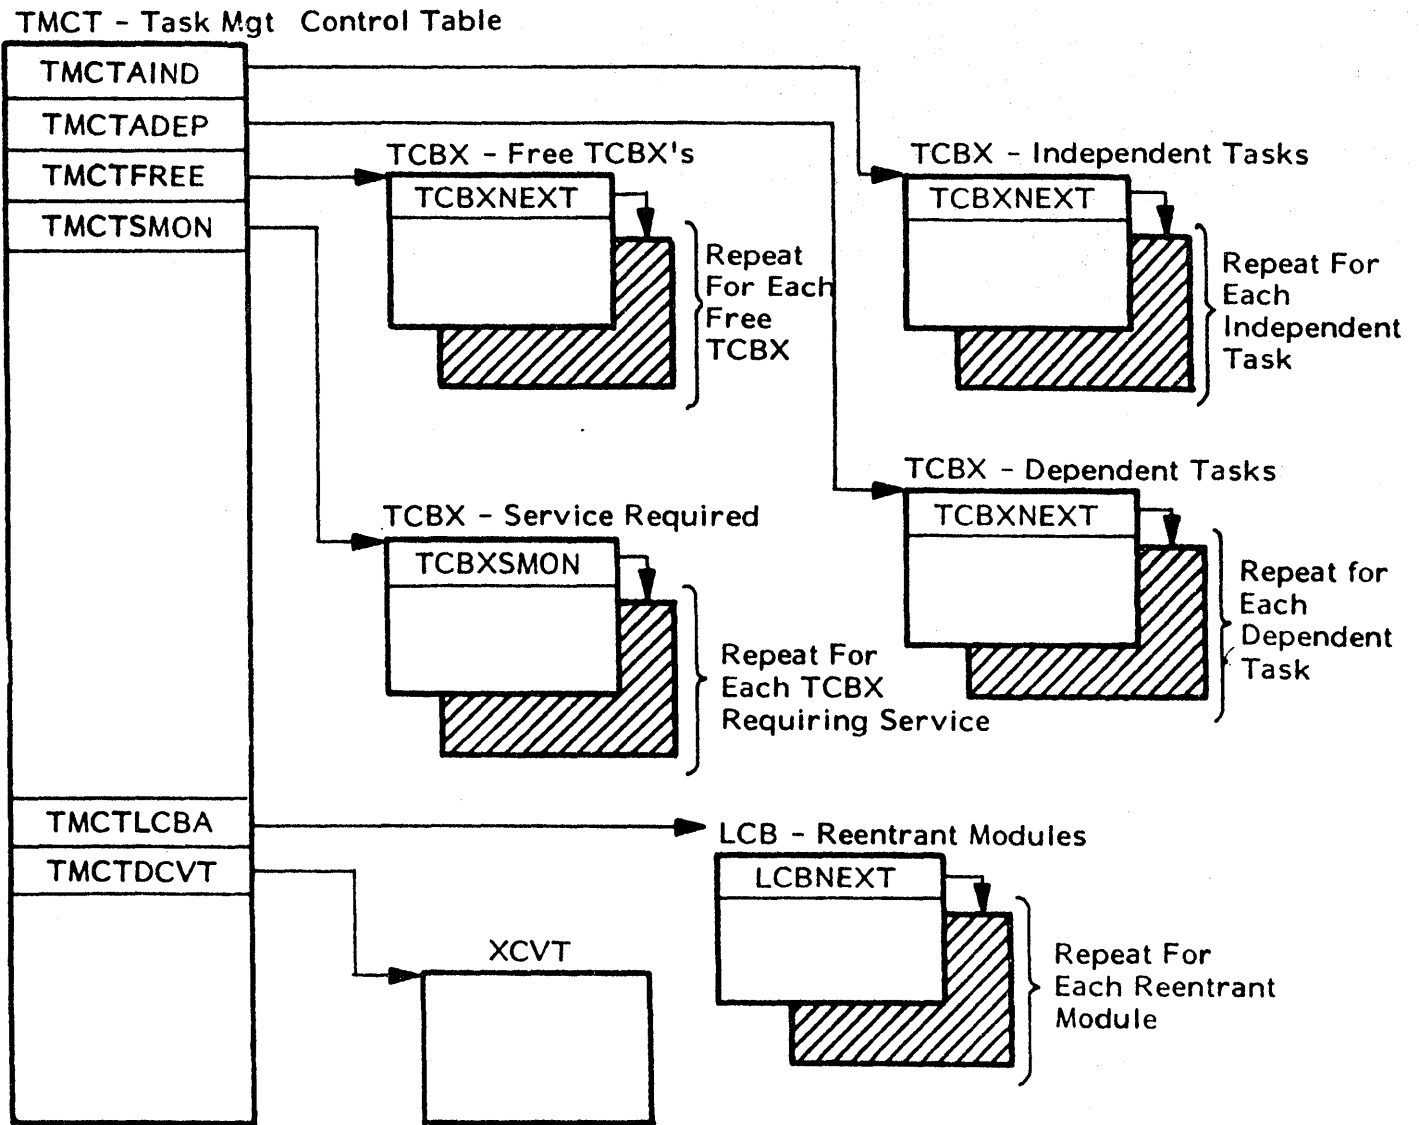 TMCT - Task Mgt Control Table
TMCTAIND
TMCTADEP
TMCTFREE
TMCTSMON
TCBX - Free TCBX's
TCBXNEXT
Repeat
For Each
Free
TCBX
TCBX - Independent Tasks
TCBXNEXT
Repeat For
Each
Independent
Task
TCBX - Service Required
TCBXSMON
Repeat For
Each TCBX
Requiring Service
TCBX - Dependent Tasks
TCBXNEXT
Repeat for
Each
Dependent
Task
TMCTLCBA
TMCTDCVT
LCB - Reentrant Modules
LCBNEXT
Repeat For
Each Reentrant
Module
XCVT